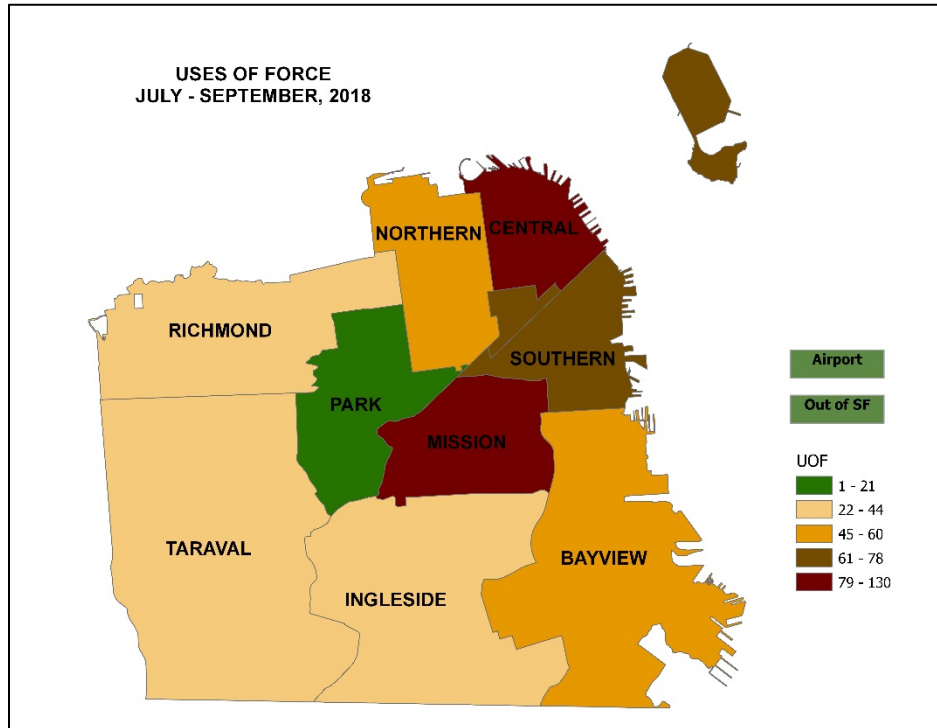 USES OF FORCE
JULY - SEPTEMBER, 2018
NORTHERN
CENTRAL
RICHMOND
SOUTHERN
Airport
PARK
Out of SF
MISSION
UOF
1 - 21
22 - 44
45 - 60
61 - 78
79 - 130
TARAVAL
BAYVIEW
INGLESIDE